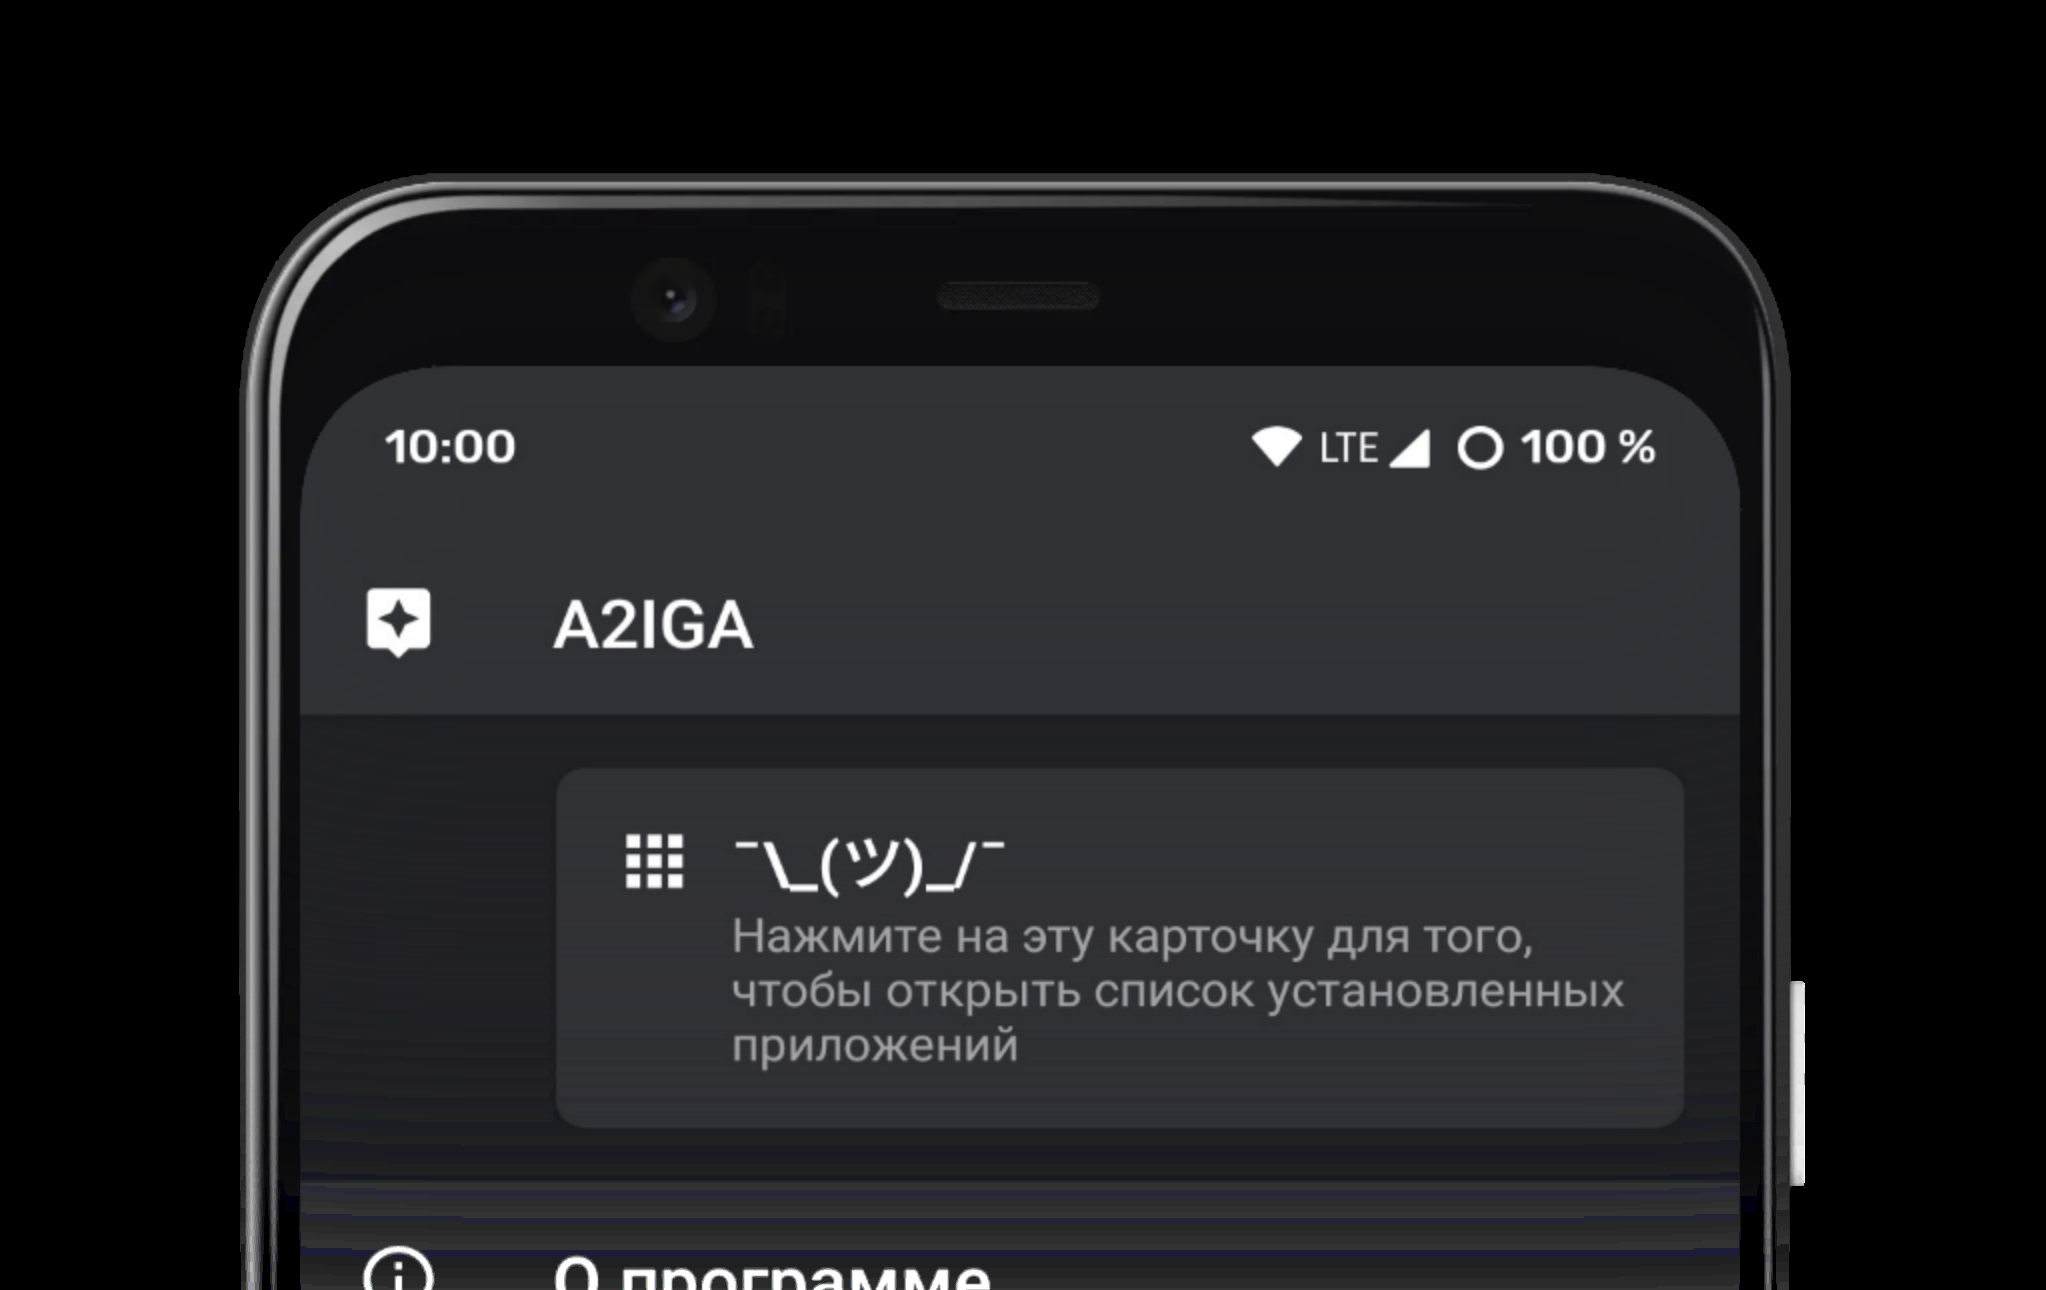 10:00 LTE 100 %
A2IGA
¯\_(ツ)_/¯
Нажмите на эту карточку для того,
чтобы открыть список установленных
приложений
О программе